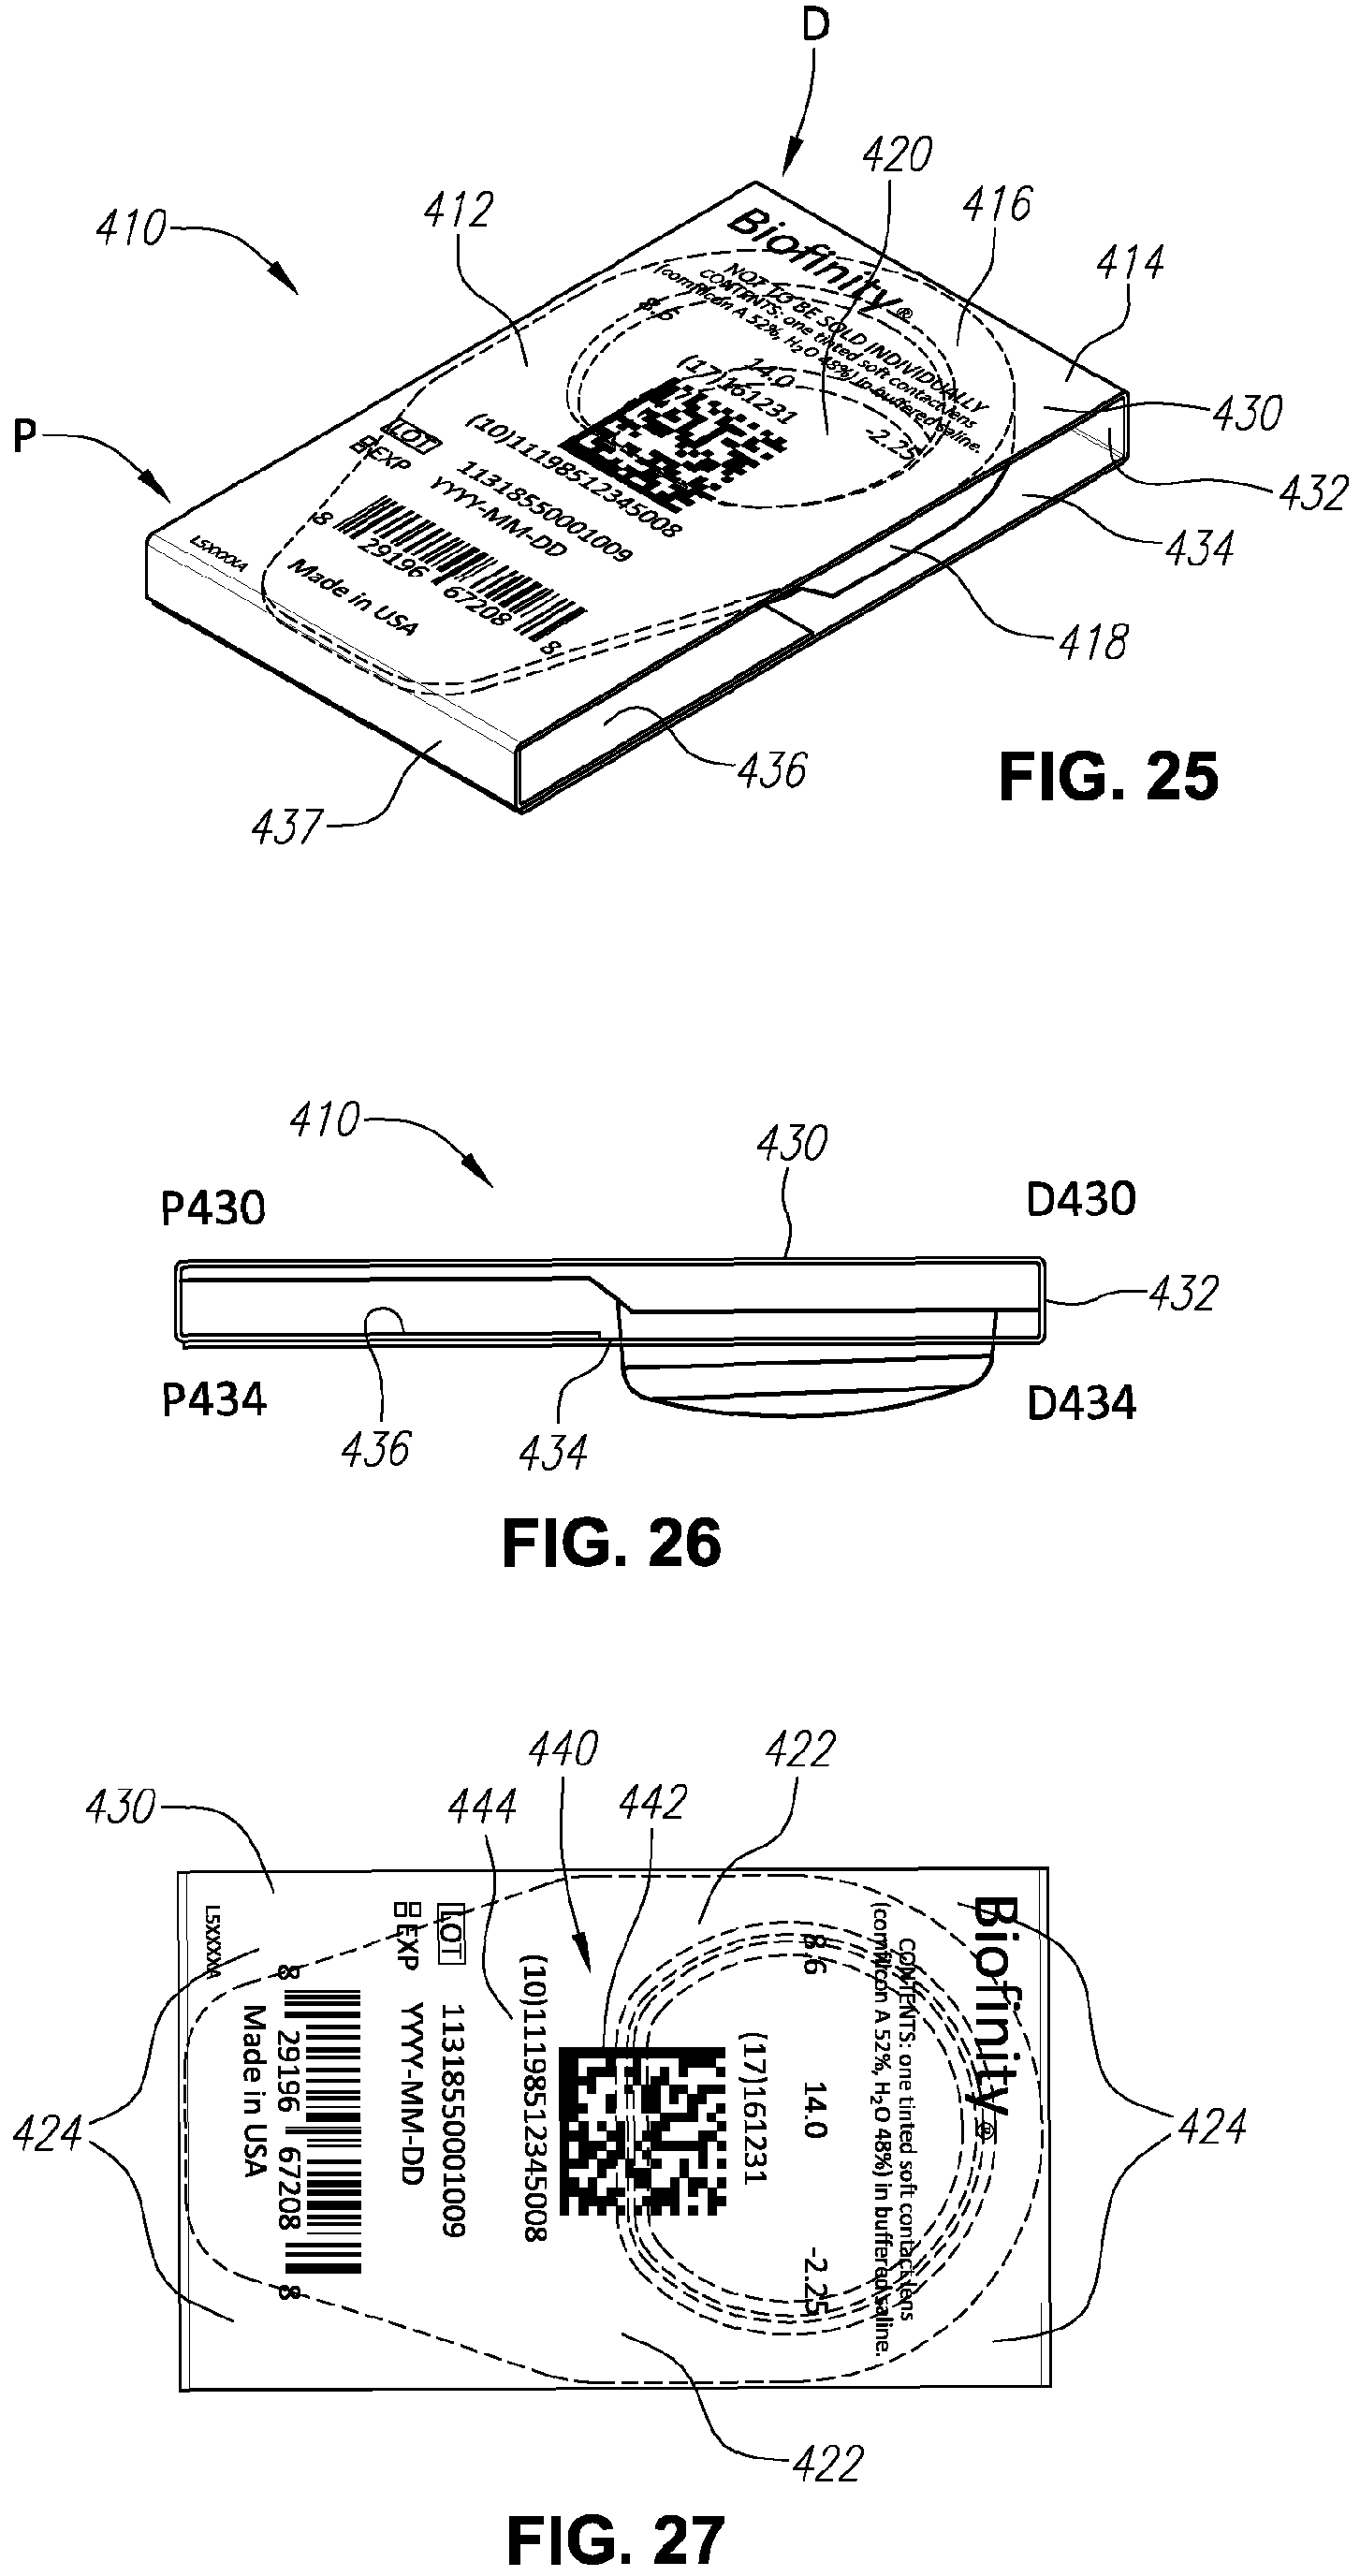 D
420
412
416
410
414
Biofinity®
NOT TO BE SOLD INDIVIDUALLY
CONTENTS: one tinted soft contact lens
(comfilcon A 52%, H2O 48%) in buffered saline.
8.6
14.0
-2.25
430
(17)161231
P
432
(10)11198512345008
LOT 11318550001009
EXP YYYY-MM-DD
434
8 29196 67208 8
Made in USA
L5XXXXA
418
436
437
FIG. 25
410
430
P430
D430
432
P434
D434
436
434
FIG. 26
440
422
430
444
442
Biofinity®
CONTENTS: one tinted soft contact lens
(comfilcon A 52%, H2O 48%) in buffered saline.
8.6 14.0 -2.25
(17)161231
(10)11198512345008
LOT 11318550001009
EXP YYYY-MM-DD
8 29196 67208 8
Made in USA
L5XXXXA
424
424
422
FIG. 27